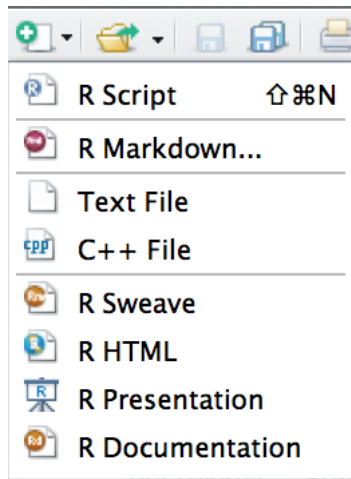 R Script ⇧⌘N
R Markdown...
Text File
C++ File
R Sweave
R HTML
R Presentation
R Documentation